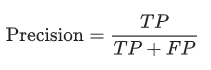 Precision = TP / (TP + FP)